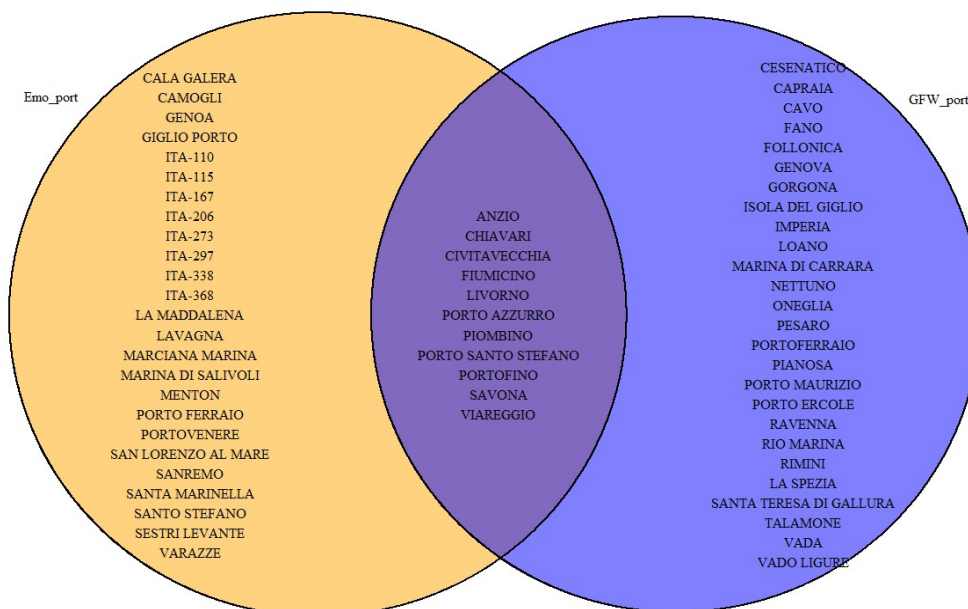 Emo_port
CALA GALERA
CAMOGLI
GENOA
GIGLIO PORTO
ITA-110
ITA-115
ITA-167
ITA-206
ITA-273
ITA-297
ITA-338
ITA-368
LA MADDALENA
LAVAGNA
MARCIANA MARINA
MARINA DI SALIVOLI
MENTON
PORTO FERRAIO
PORTOVENERE
SAN LORENZO AL MARE
SANREMO
SANTA MARINELLA
SANTO STEFANO
SESTRI LEVANTE
VARAZZE
ANZIO
CHIAVARI
CIVITAVECCHIA
FIUMICINO
LIVORNO
PORTO AZZURRO
PIOMBINO
PORTO SANTO STEFANO
PORTOFINO
SAVONA
VIAREGGIO
GFW_port
CESENATICO
CAPRAIA
CAVO
FANO
FOLLONICA
GENOVA
GORGONA
ISOLA DEL GIGLIO
IMPERIA
LOANO
MARINA DI CARRARA
NETTUNO
ONEGLIA
PESARO
PORTOFERRAIO
PIANOSA
PORTO MAURIZIO
PORTO ERCOLE
RAVENNA
RIO MARINA
RIMINI
LA SPEZIA
SANTA TERESA DI GALLURA
TALAMONE
VADA
VADO LIGURE